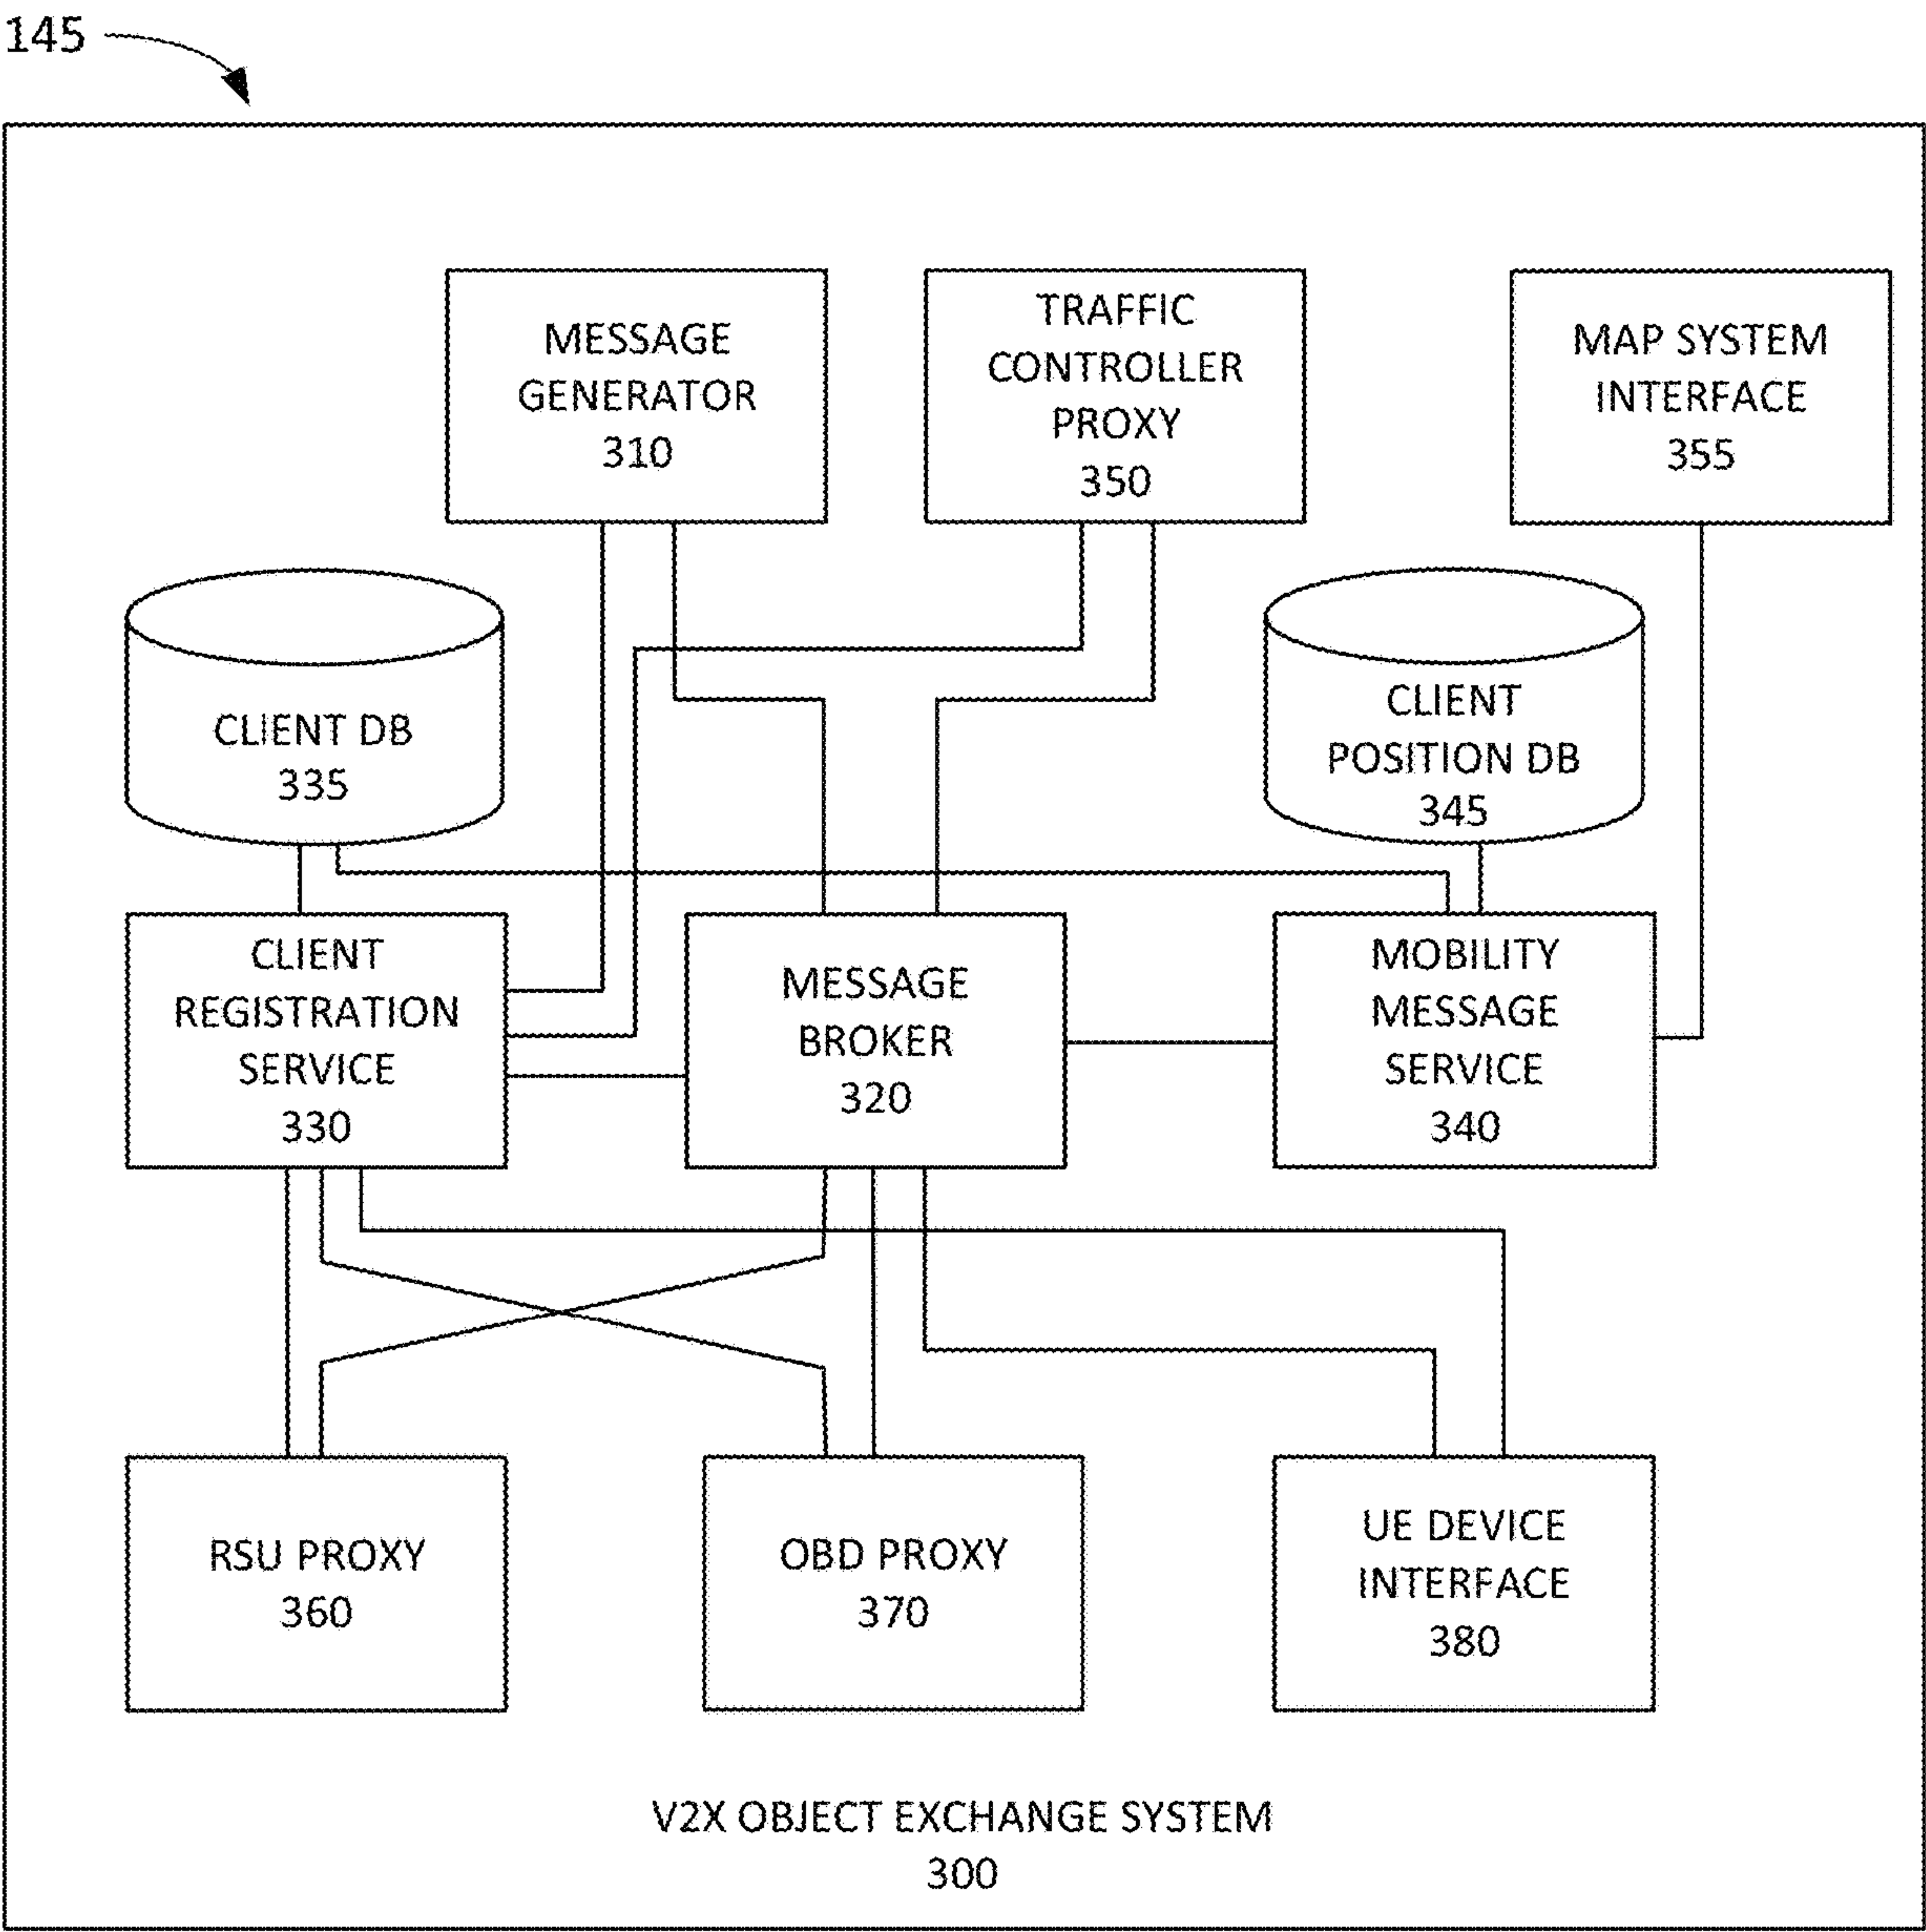 145
MESSAGE
GENERATOR
310
TRAFFIC
CONTROLLER
PROXY
350
MAP SYSTEM
INTERFACE
355
CLIENT DB
335
CLIENT
POSITION DB
345
CLIENT
REGISTRATION
SERVICE
330
MESSAGE
BROKER
320
MOBILITY
MESSAGE
SERVICE
340
RSU PROXY
360
OBD PROXY
370
UE DEVICE
INTERFACE
380
V2X OBJECT EXCHANGE SYSTEM
300